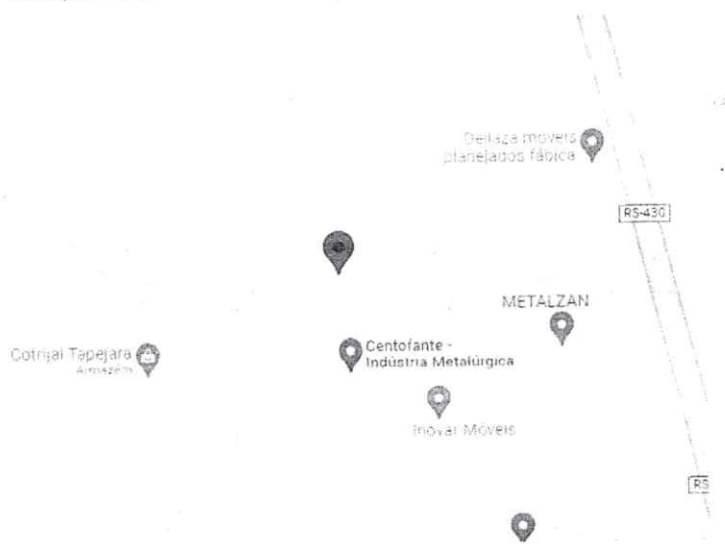 Dellaza moveis
planejados fábica
RS-430
METALZAN
Centofante -
Indústria Metalúrgica
Cotrijal Tapejara
Armazém
Inovar Moveis
RS